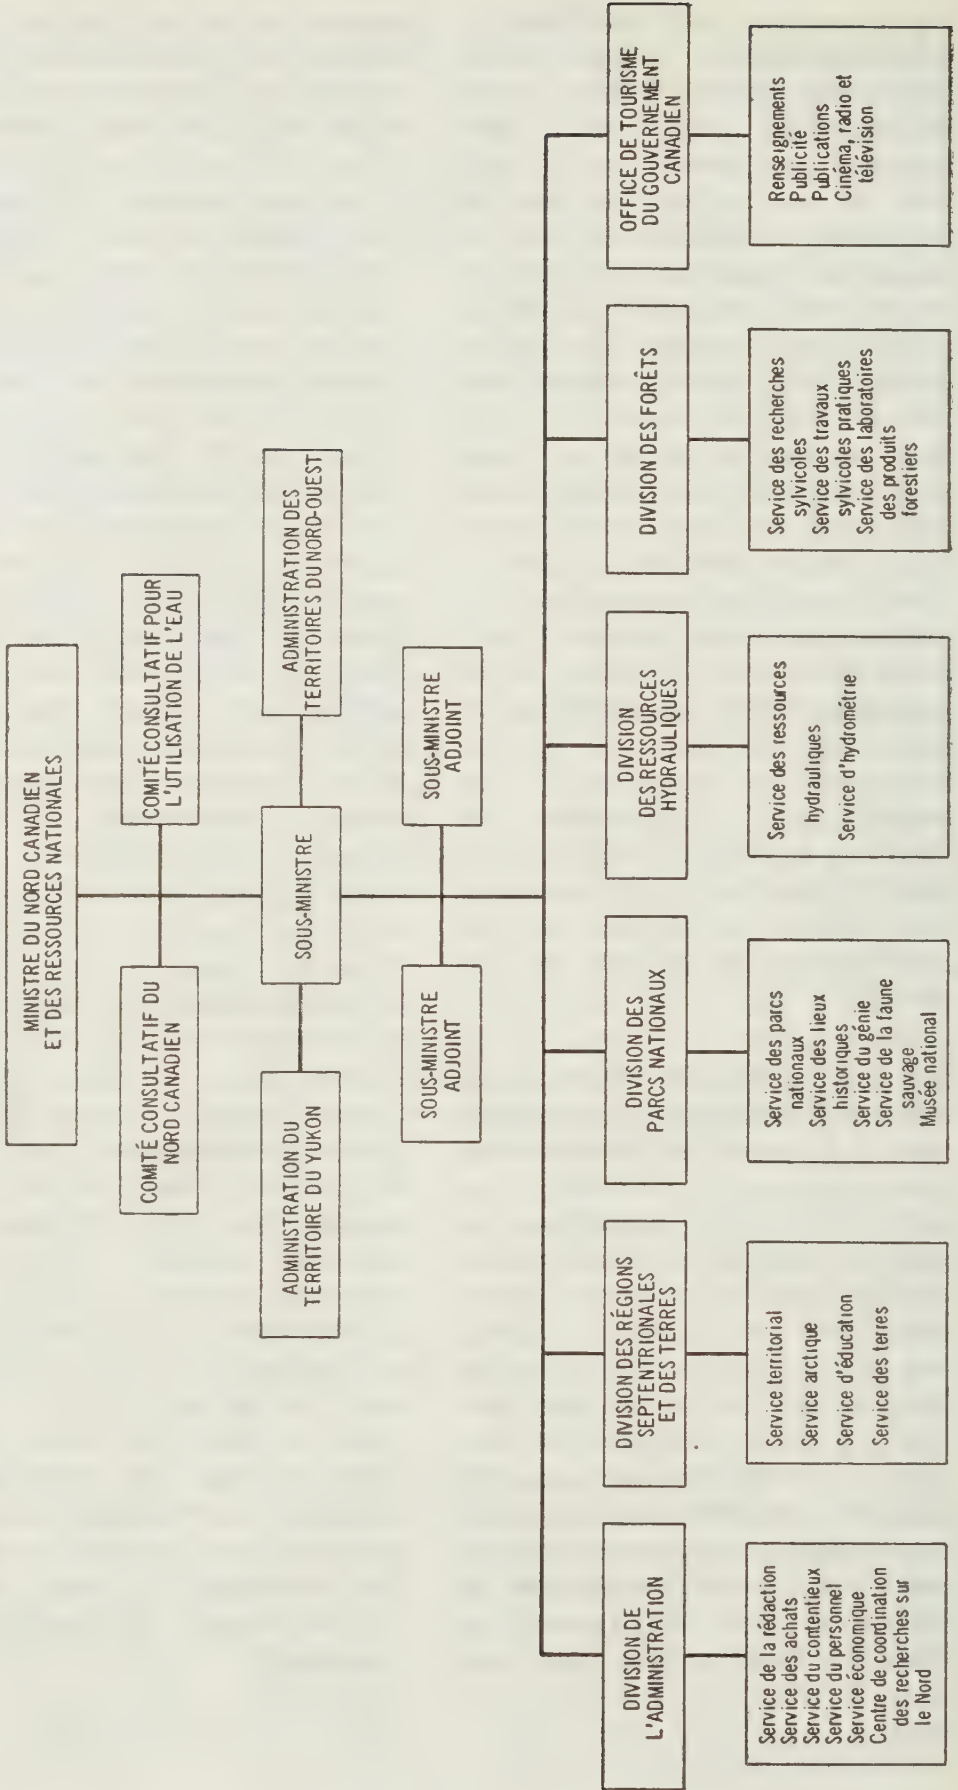 MINISTRE DU NORD CANADIEN
ET DES RESSOURCES NATIONALES
COMITÉ CONSULTATIF DU
NORD CANADIEN
COMITÉ CONSULTATIF POUR
L'UTILISATION DE L'EAU
ADMINISTRATION DU
TERRITOIRE DU YUKON
SOUS-MINISTRE
ADMINISTRATION DES
TERRITOIRES DU NORD-OUEST
SOUS-MINISTRE
ADJOINT
SOUS-MINISTRE
ADJOINT
DIVISION DE
L'ADMINISTRATION
DIVISION DES RÉGIONS
SEPTENTRIONALES
ET DES TERRES
DIVISION DES
PARCS NATIONAUX
DIVISION
DES RESSOURCES
HYDRAULIQUES
DIVISION DES FORÊTS
OFFICE DE TOURISME
DU GOUVERNEMENT
CANADIEN
Service de la rédaction
Service des achats
Service du contentieux
Service du personnel
Service économique
Centre de coordination
des recherches sur
le Nord
Service territorial
Service arctique
Service d'éducation
Service des terres
Service des parcs
nationaux
Service des lieux
historiques
Service du génie
Service de la faune
sauvage
Musée national
Service des ressources
hydrauliques
Service d'hydrométrie
Service des recherches
sylvicoles
Service des travaux
sylvicoles pratiques
Service des laboratoires
des produits
forestiers
Renseignements
Publicité
Publications
Cinéma, radio et
télévision